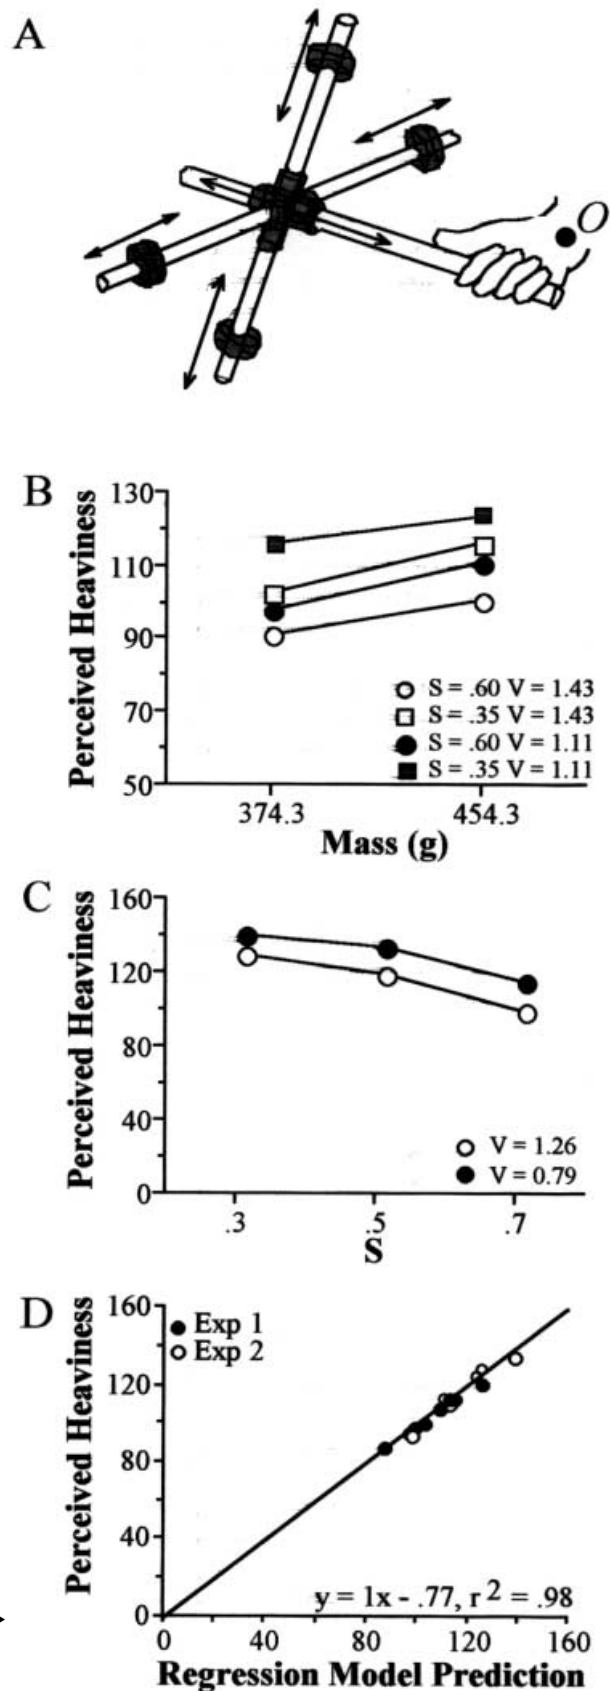 A
O
B
Perceived Heaviness
130
110
90
70
50
S = .60 V = 1.43
S = .35 V = 1.43
S = .60 V = 1.11
S = .35 V = 1.11
374.3 454.3
Mass (g)
C
Perceived Heaviness
160
120
80
40
0
V = 1.26
V = 0.79
.3 .5 .7
S
D
Perceived Heaviness
160
120
80
40
0
Exp 1
Exp 2
y = 1x - .77, r 2 = .98
0 40 80 120 160
Regression Model Prediction